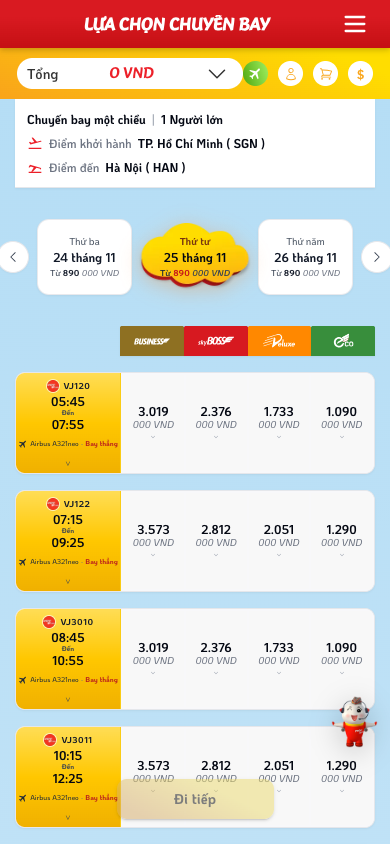 LỰA CHỌN CHUYẾN BAY
Tổng 0 VND
$
Chuyến bay một chiều | 1 Người lớn
Điểm khởi hành TP. Hồ Chí Minh ( SGN )
Điểm đến Hà Nội ( HAN )
Thứ ba
24 tháng 11
Từ 890 000 VND
Thứ tư
25 tháng 11
Từ 890 000 VND
Thứ năm
26 tháng 11
Từ 890 000 VND
BUSINESS skyBOSS Deluxe eco
VJ120
05:45
Đến
07:55
Airbus A321neo - Bay thẳng
3.019 2.376 1.733 1.090
000 VND 000 VND 000 VND 000 VND
VJ122
07:15
Đến
09:25
Airbus A321neo - Bay thẳng
3.573 2.812 2.051 1.290
000 VND 000 VND 000 VND 000 VND
VJ3010
08:45
Đến
10:55
Airbus A321neo - Bay thẳng
3.019 2.376 1.733 1.090
000 VND 000 VND 000 VND 000 VND
VJ3011
10:15
Đến
12:25
Airbus A321neo - Bay thẳng
3.573 2.812 2.051 1.290
000 VND 000 VND 000 VND 000 VND
Đi tiếp